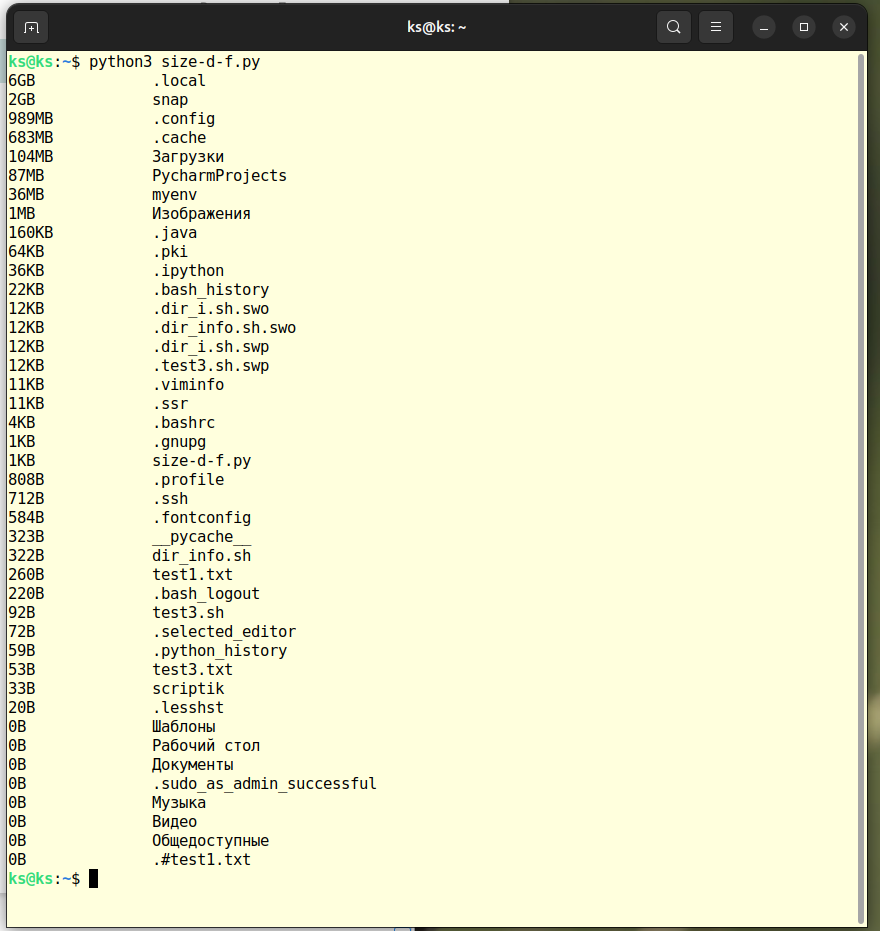 ks@ks: ~
ks@ks:~$ python3 size-d-f.py
6GB .local
2GB snap
989MB .config
683MB .cache
104MB Загрузки
87MB PycharmProjects
36MB myenv
1MB Изображения
160KB .java
64KB .pki
36KB .ipython
22KB .bash_history
12KB .dir_i.sh.swo
12KB .dir_info.sh.swo
12KB .dir_i.sh.swp
12KB .test3.sh.swp
11KB .viminfo
11KB .ssr
4KB .bashrc
1KB .gnupg
1KB size-d-f.py
808B .profile
712B .ssh
584B .fontconfig
323B __pycache__
322B dir_info.sh
260B test1.txt
220B .bash_logout
92B test3.sh
72B .selected_editor
59B .python_history
53B test3.txt
33B scriptik
20B .lesshst
0B Шаблоны
0B Рабочий стол
0B Документы
0B .sudo_as_admin_successful
0B Музыка
0B Видео
0B Общедоступные
0B .#test1.txt
ks@ks:~$